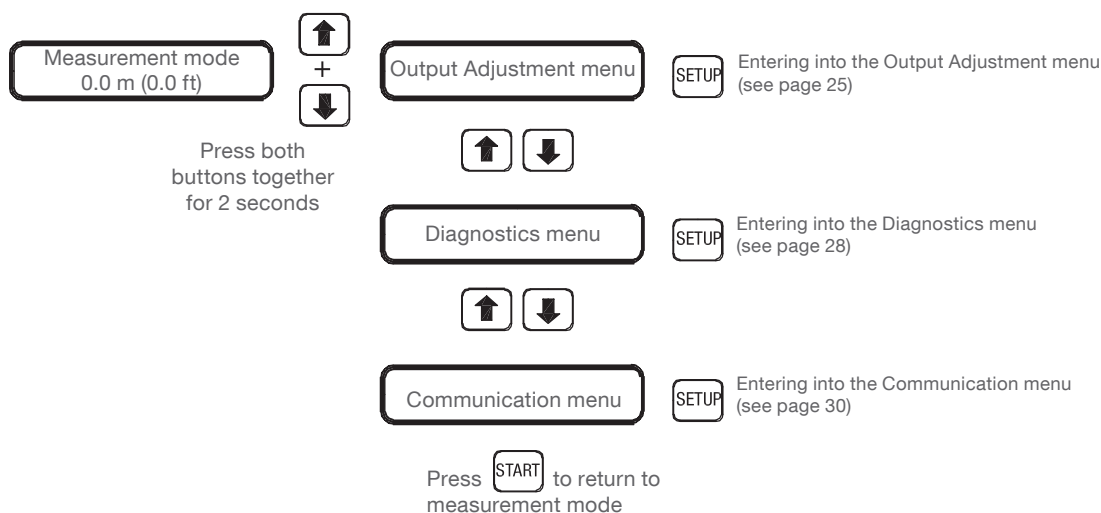 Measurement mode
0.0 m (0.0 ft)
+
Press both
buttons together
for 2 seconds
Output Adjustment menu
SETUP
Entering into the Output Adjustment menu
(see page 25)
Diagnostics menu
SETUP
Entering into the Diagnostics menu
(see page 28)
Communication menu
SETUP
Entering into the Communication menu
(see page 30)
Press START to return to
measurement mode